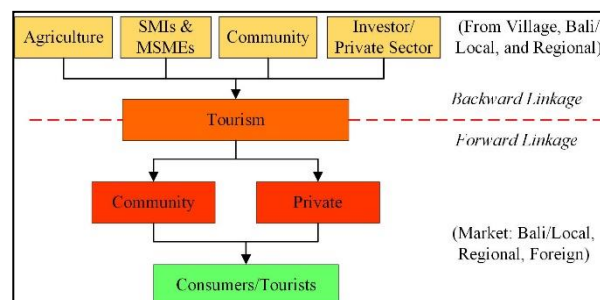 Agriculture
SMIs &
MSMEs
Community
Investor/
Private Sector
(From Village, Bali/
Local, and Regional)
Backward Linkage
Tourism
Forward Linkage
Community
Private
(Market: Bali/Local,
Regional, Foreign)
Consumers/Tourists